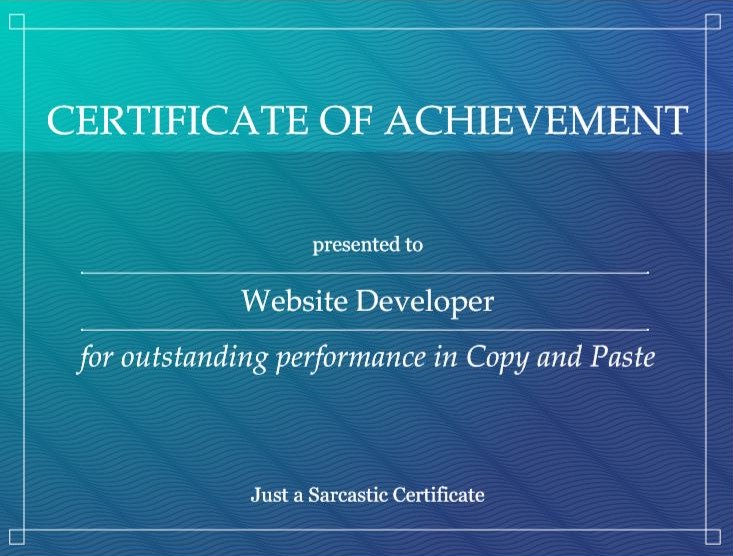 CERTIFICATE OF ACHIEVEMENT
presented to
Website Developer
for outstanding performance in Copy and Paste
Just a Sarcastic Certificate